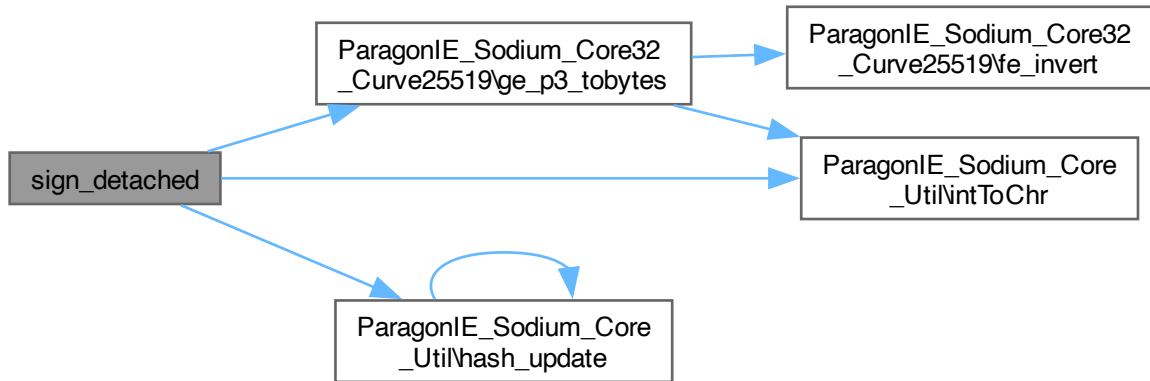 ParagonIE_Sodium_Core32
_Curve25519\ge_p3_tobytes
ParagonIE_Sodium_Core32
_Curve25519\fe_invert
sign_detached
ParagonIE_Sodium_Core
_Util\intToChr
ParagonIE_Sodium_Core
_Util\hash_update